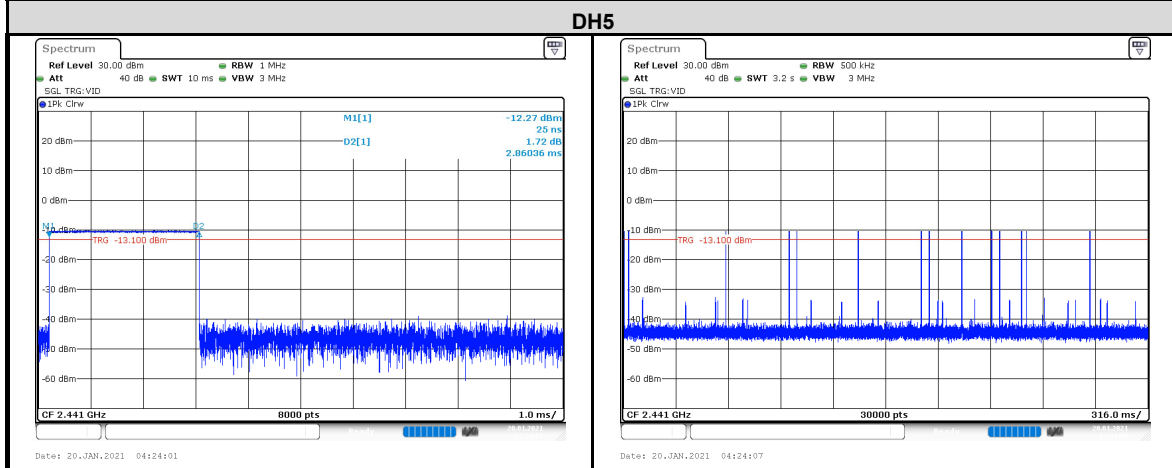 DH5
Spectrum
Ref Level 30.00 dBm RBW 1 MHz
Att 40 dB SWT 10 ms VBW 3 MHz
SGL TRG:VID
1Pk Clrw
M1[1] -12.27 dBm
25 ns
D2[1] 1.72 dB
2.86036 ms
20 dBm
10 dBm
0 dBm
M1 D2
-10 dBm
TRG -13.100 dBm
-20 dBm
-30 dBm
-40 dBm
-50 dBm
-60 dBm
CF 2.441 GHz 8000 pts 1.0 ms/
Date: 20.JAN.2021 04:24:01
Spectrum
Ref Level 30.00 dBm RBW 500 kHz
Att 40 dB SWT 3.2 s VBW 3 MHz
SGL TRG:VID
1Pk Clrw
20 dBm
10 dBm
0 dBm
-10 dBm
TRG -13.100 dBm
-20 dBm
-30 dBm
-40 dBm
-50 dBm
-60 dBm
CF 2.441 GHz 30000 pts 316.0 ms/
Date: 20.JAN.2021 04:24:07